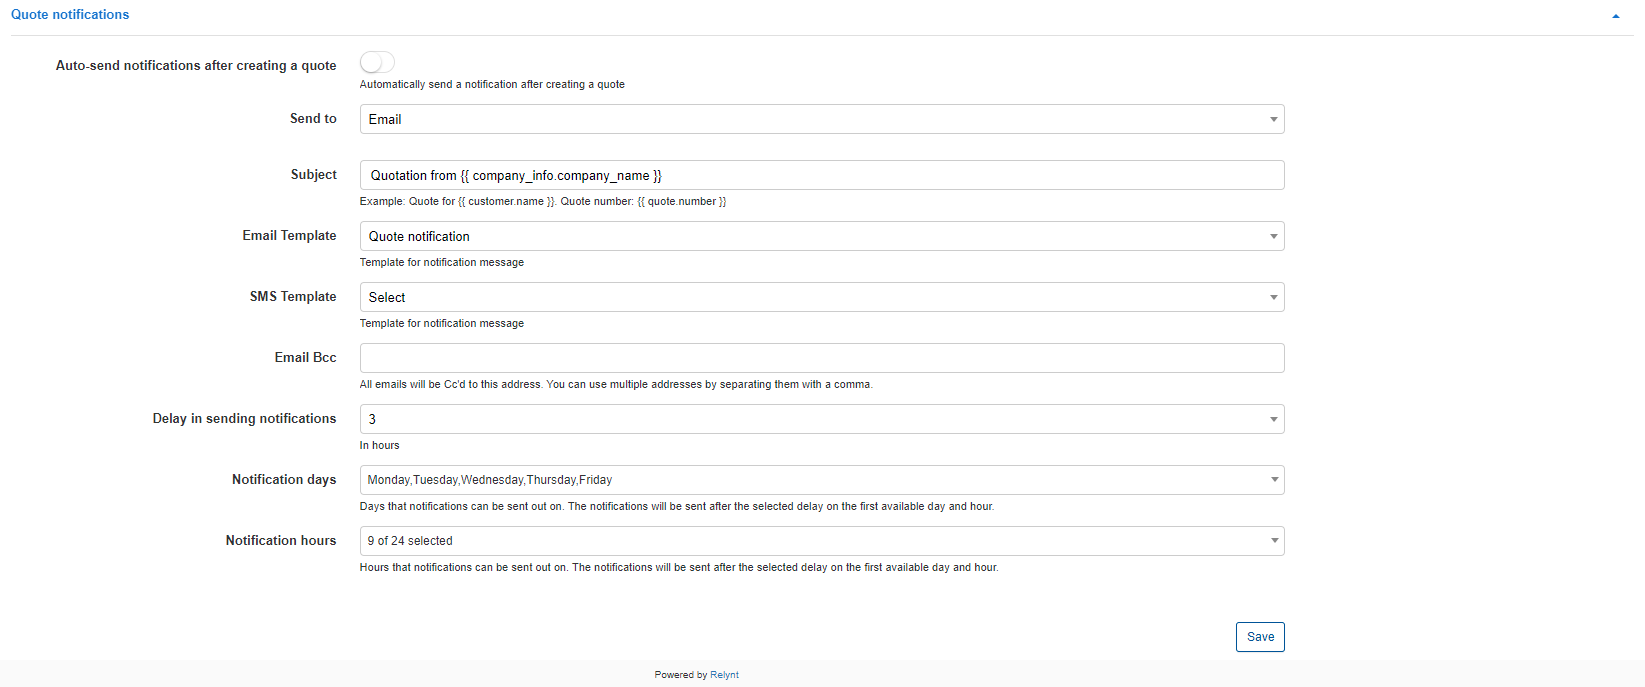 Quote notifications
Auto-send notifications after creating a quote
Automatically send a notification after creating a quote
Send to
Email
Subject
Quotation from {{ company_info.company_name }}
Example: Quote for {{ customer.name }}. Quote number: {{ quote.number }}
Email Template
Quote notification
Template for notification message
SMS Template
Select
Template for notification message
Email Bcc
All emails will be Cc'd to this address. You can use multiple addresses by separating them with a comma.
Delay in sending notifications
3
In hours
Notification days
Monday,Tuesday,Wednesday,Thursday,Friday
Days that notifications can be sent out on. The notifications will be sent after the selected delay on the first available day and hour.
Notification hours
9 of 24 selected
Hours that notifications can be sent out on. The notifications will be sent after the selected delay on the first available day and hour.
Save
Powered by Relynt